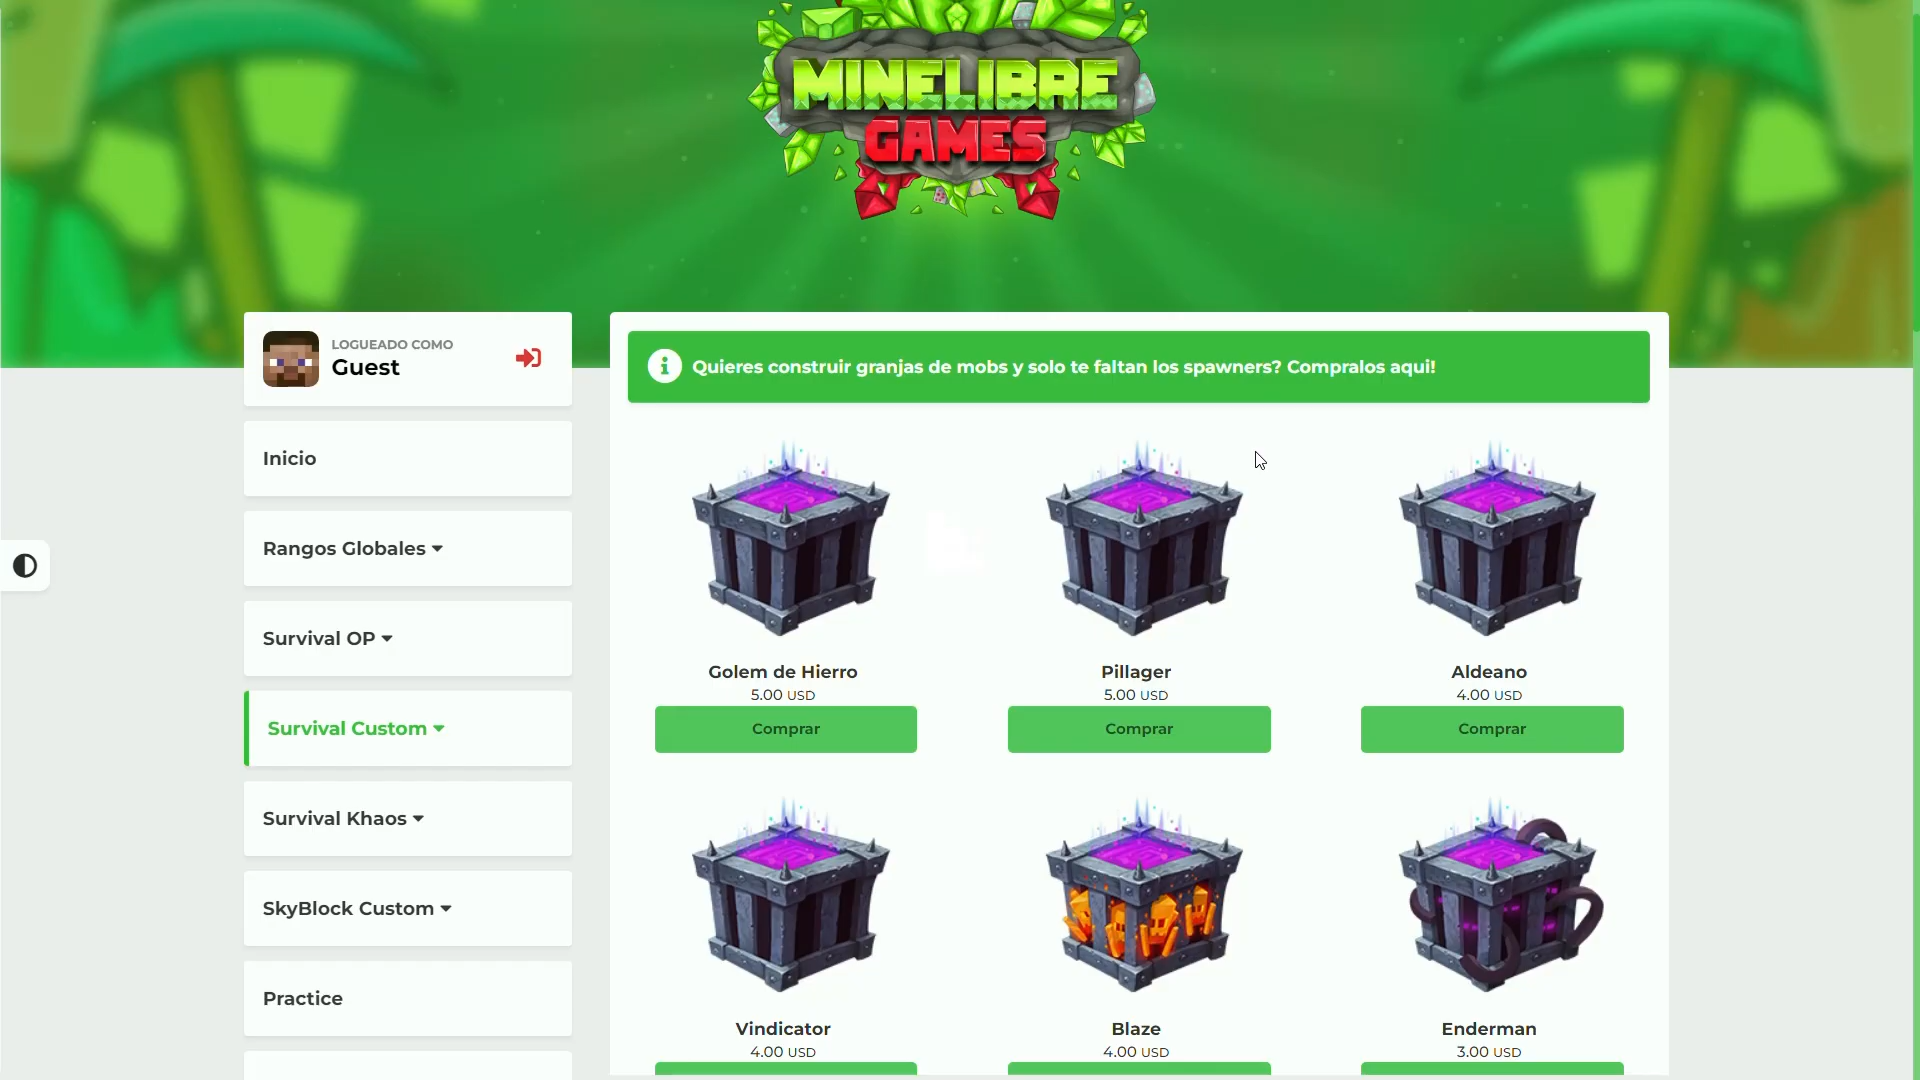 MINELIBRE
GAMES
LOGUEADO COMO
Guest
Inicio
Rangos Globales
Survival OP
Survival Custom
Survival Khaos
SkyBlock Custom
Practice
Quieres construir granjas de mobs y solo te faltan los spawners? Compralos aqui!
Golem de Hierro
5.00 USD
Comprar
Pillager
5.00 USD
Comprar
Aldeano
4.00 USD
Comprar
Vindicator
4.00 USD
Blaze
4.00 USD
Enderman
3.00 USD